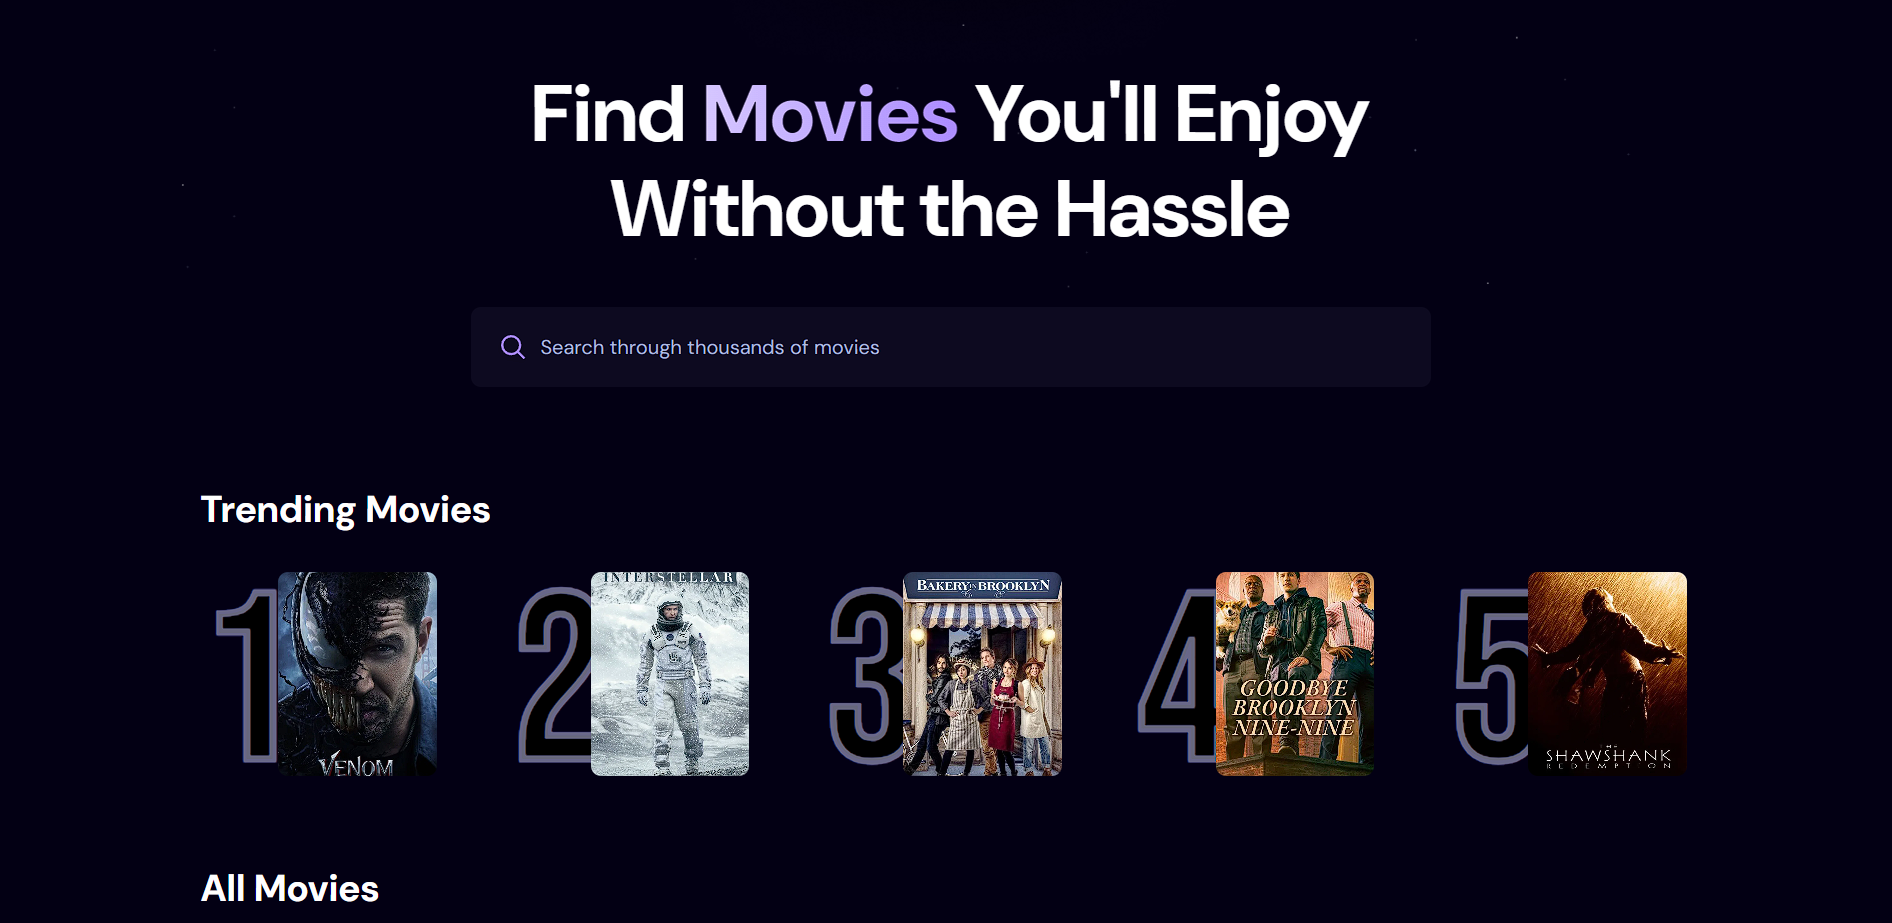 Find Movies You'll Enjoy
Without the Hassle
Search through thousands of movies
Trending Movies
1
VENOM
2
INTERSTELLAR
3
BAKERY IN BROOKLYN
4
GOODBYE
BROOKLYN
NINE-NINE
5
THE
SHAWSHANK
REDEMPTION
All Movies